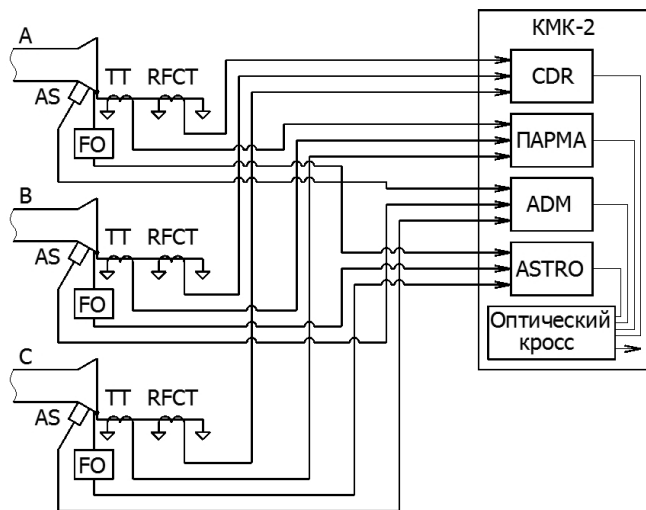 A
TT RFCT
AS
FO
B
TT RFCT
AS
FO
C
TT RFCT
AS
FO
КМК-2
CDR
ПАРМА
ADM
ASTRO
Оптический
кросс